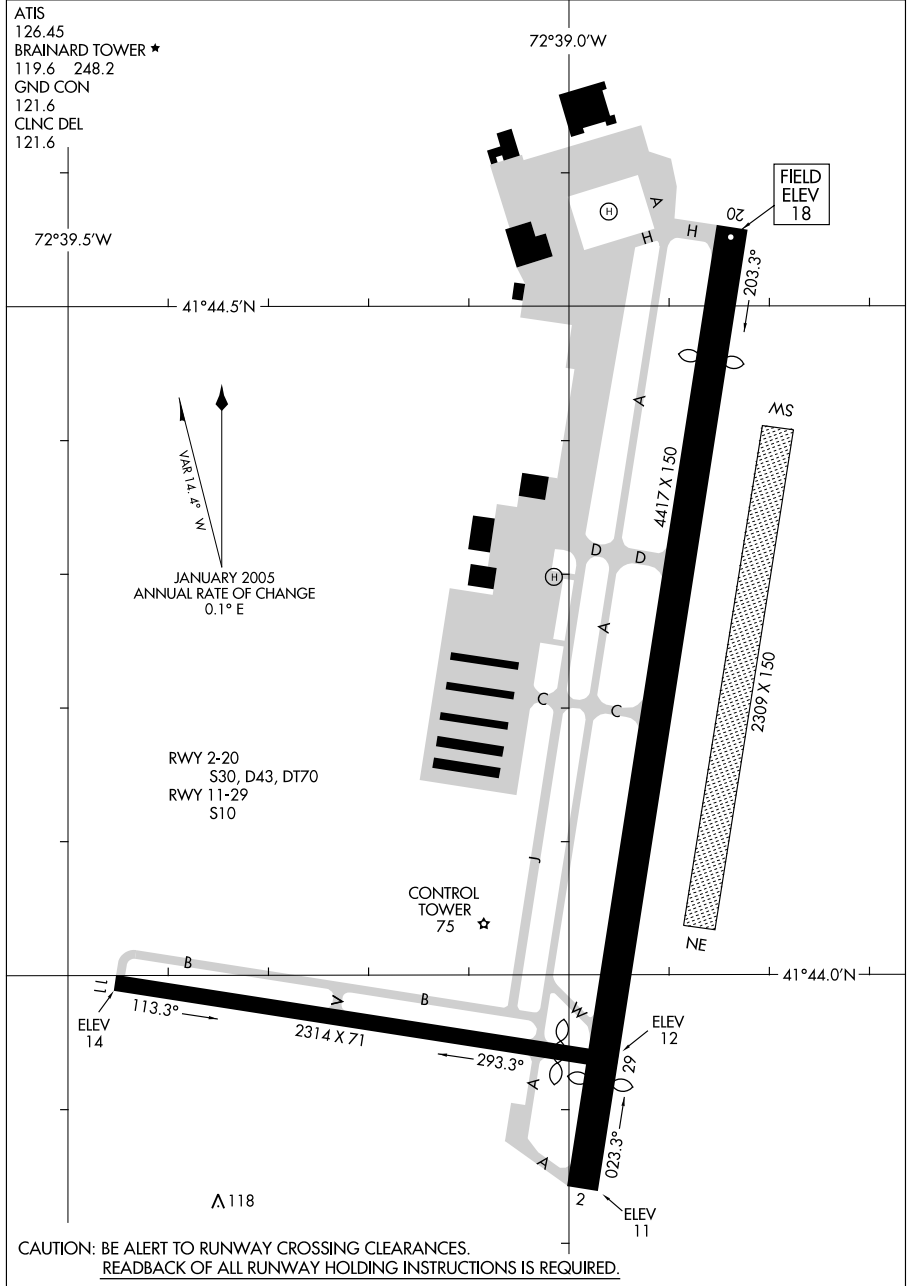 ATIS
126.45
BRAINARD TOWER ★
119.6 248.2
GND CON
121.6
CLNC DEL
121.6
72°39.0'W
FIELD
ELEV
18
72°39.5'W
A
20
H
H
203.3°
41°44.5'N
A
SW
VAR 14.4° W
4417 X 150
D
D
H
H
JANUARY 2005
ANNUAL RATE OF CHANGE
0.1° E
A
2309 X 150
C
C
RWY 2-20
S30, D43, DT70
RWY 11-29
S10
J
CONTROL
TOWER
75
NE
B
41°44.0'N
11
V
B
W
113.3°
2314 X 71
ELEV
14
ELEV
12
293.3°
29
A
023.3°
A
118
2
ELEV
11
CAUTION: BE ALERT TO RUNWAY CROSSING CLEARANCES.
READBACK OF ALL RUNWAY HOLDING INSTRUCTIONS IS REQUIRED.